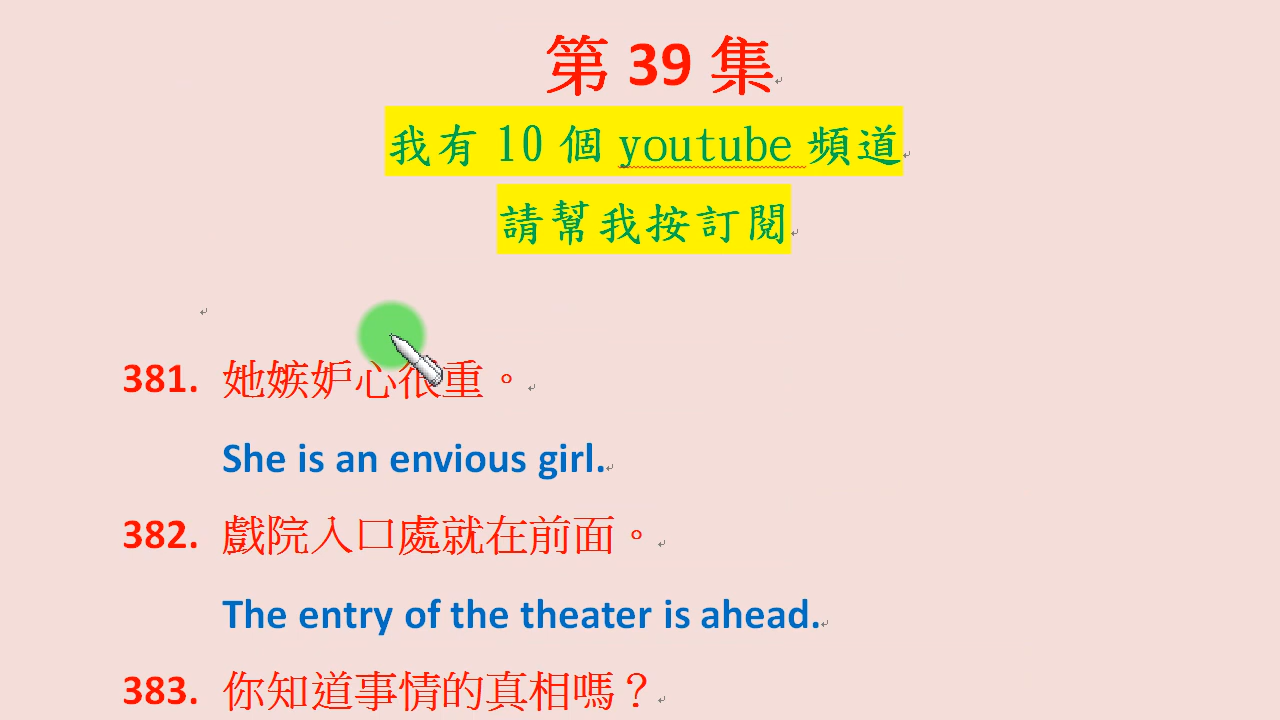 第 39 集
我有 10 個 youtube 頻道
請幫我按訂閱
381. 她嫉妒心很重。
She is an envious girl.
382. 戲院入口處就在前面。
The entry of the theater is ahead.
383. 你知道事情的真相嗎？